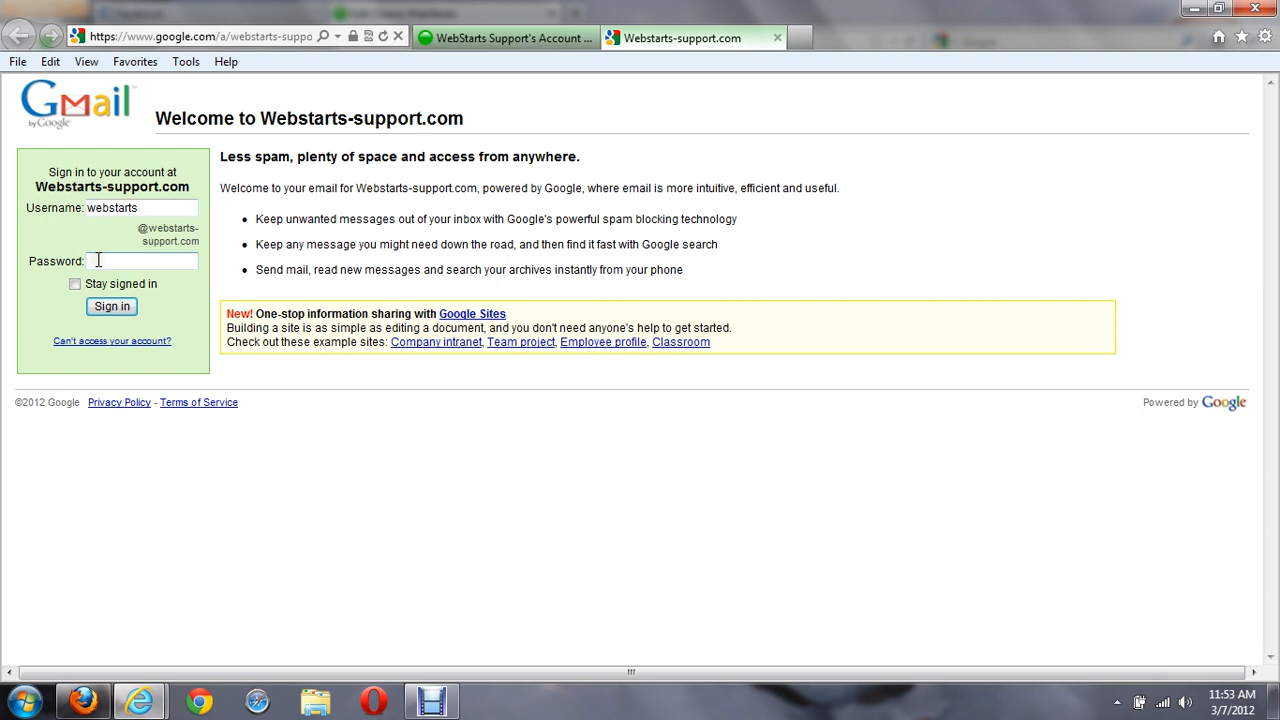 https://www.google.com/a/webstarts-suppo
WebStarts Support's Account ...
Webstarts-support.com
File Edit View Favorites Tools Help
Gmail
by Google
Welcome to Webstarts-support.com
Sign in to your account at
Webstarts-support.com
Username: webstarts
@webstarts-
support.com
Password:
Stay signed in
Sign in
Can't access your account?
Less spam, plenty of space and access from anywhere.
Welcome to your email for Webstarts-support.com, powered by Google, where email is more intuitive, efficient and useful.
Keep unwanted messages out of your inbox with Google's powerful spam blocking technology
Keep any message you might need down the road, and then find it fast with Google search
Send mail, read new messages and search your archives instantly from your phone
New! One-stop information sharing with Google Sites
Building a site is as simple as editing a document, and you don't need anyone's help to get started.
Check out these example sites: Company intranet, Team project, Employee profile, Classroom
©2012 Google Privacy Policy - Terms of Service
Powered by Google
11:53 AM
3/7/2012